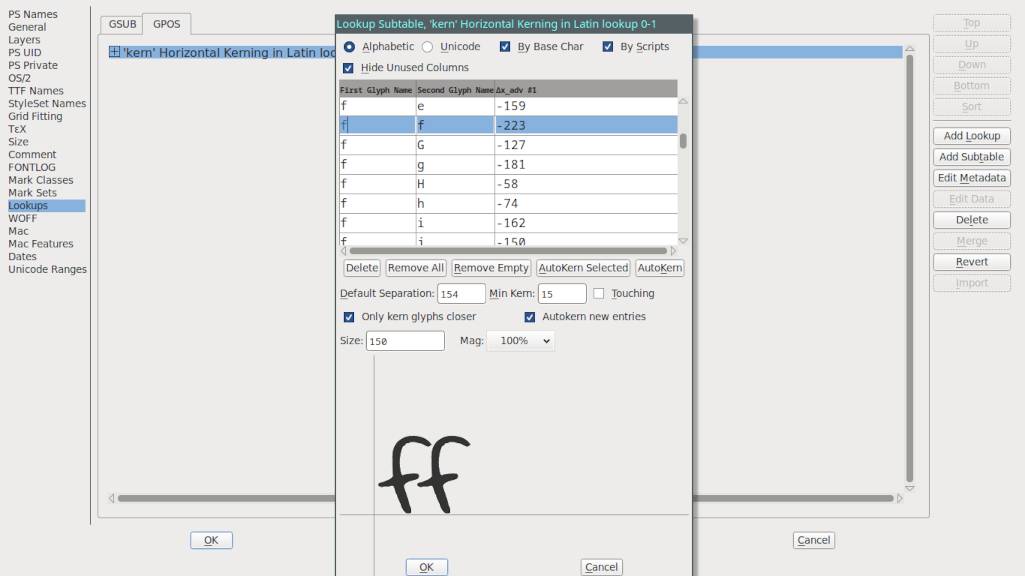 PS Names
General
Layers
PS UID
PS Private
OS/2
TTF Names
StyleSet Names
Grid Fitting
ΤεΧ
Size
Comment
FONTLOG
Mark Classes
Mark Sets
Lookups
WOFF
Mac
Mac Features
Dates
Unicode Ranges
GSUB GPOS
'kern' Horizontal Kerning in Latin loo
OK
Cancel
Lookup Subtable, 'kern' Horizontal Kerning in Latin lookup 0-1
Alphabetic Unicode By Base Char By Scripts
Hide Unused Columns
First Glyph Name Second Glyph Name Δx_adv #1
f e -159
f f -223
f G -127
f g -181
f H -58
f h -74
f i -162
f j -150
Delete Remove All Remove Empty AutoKern Selected AutoKern
Default Separation: 154 Min Kern: 15 Touching
Only kern glyphs closer Autokern new entries
Size: 150 Mag: 100%
ff
OK Cancel
Top
Up
Down
Bottom
Sort
Add Lookup
Add Subtable
Edit Metadata
Edit Data
Delete
Merge
Revert
Import